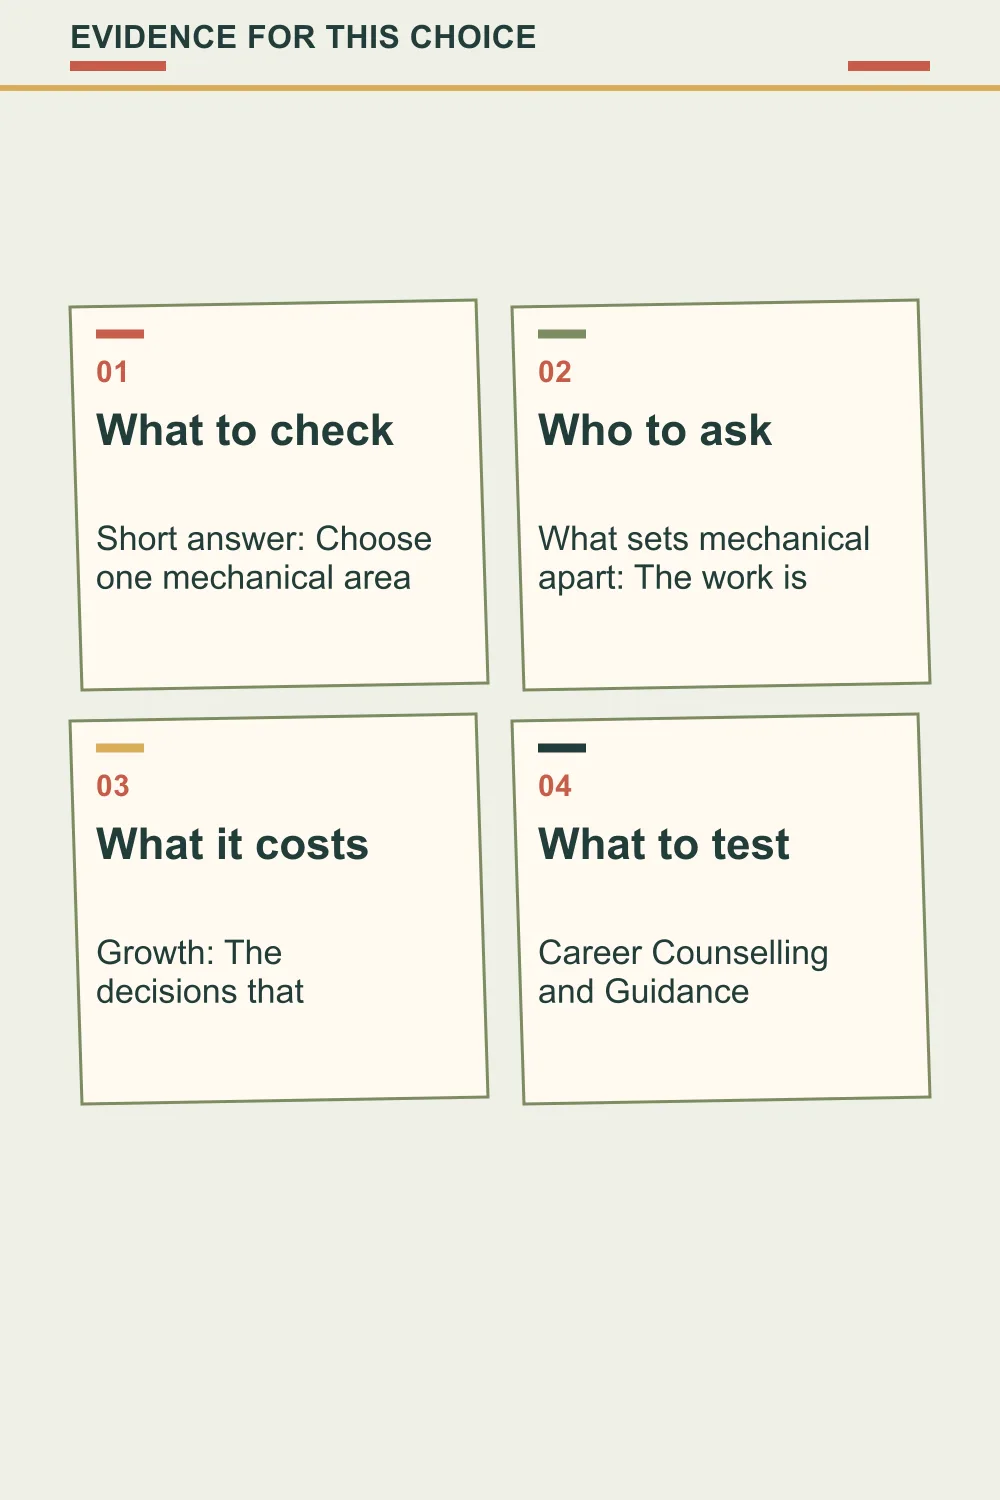 EVIDENCE FOR THIS CHOICE
01
What to check
Short answer: Choose
one mechanical area
02
Who to ask
What sets mechanical
apart: The work is
03
What it costs
Growth: The
decisions that
04
What to test
Career Counselling
and Guidance